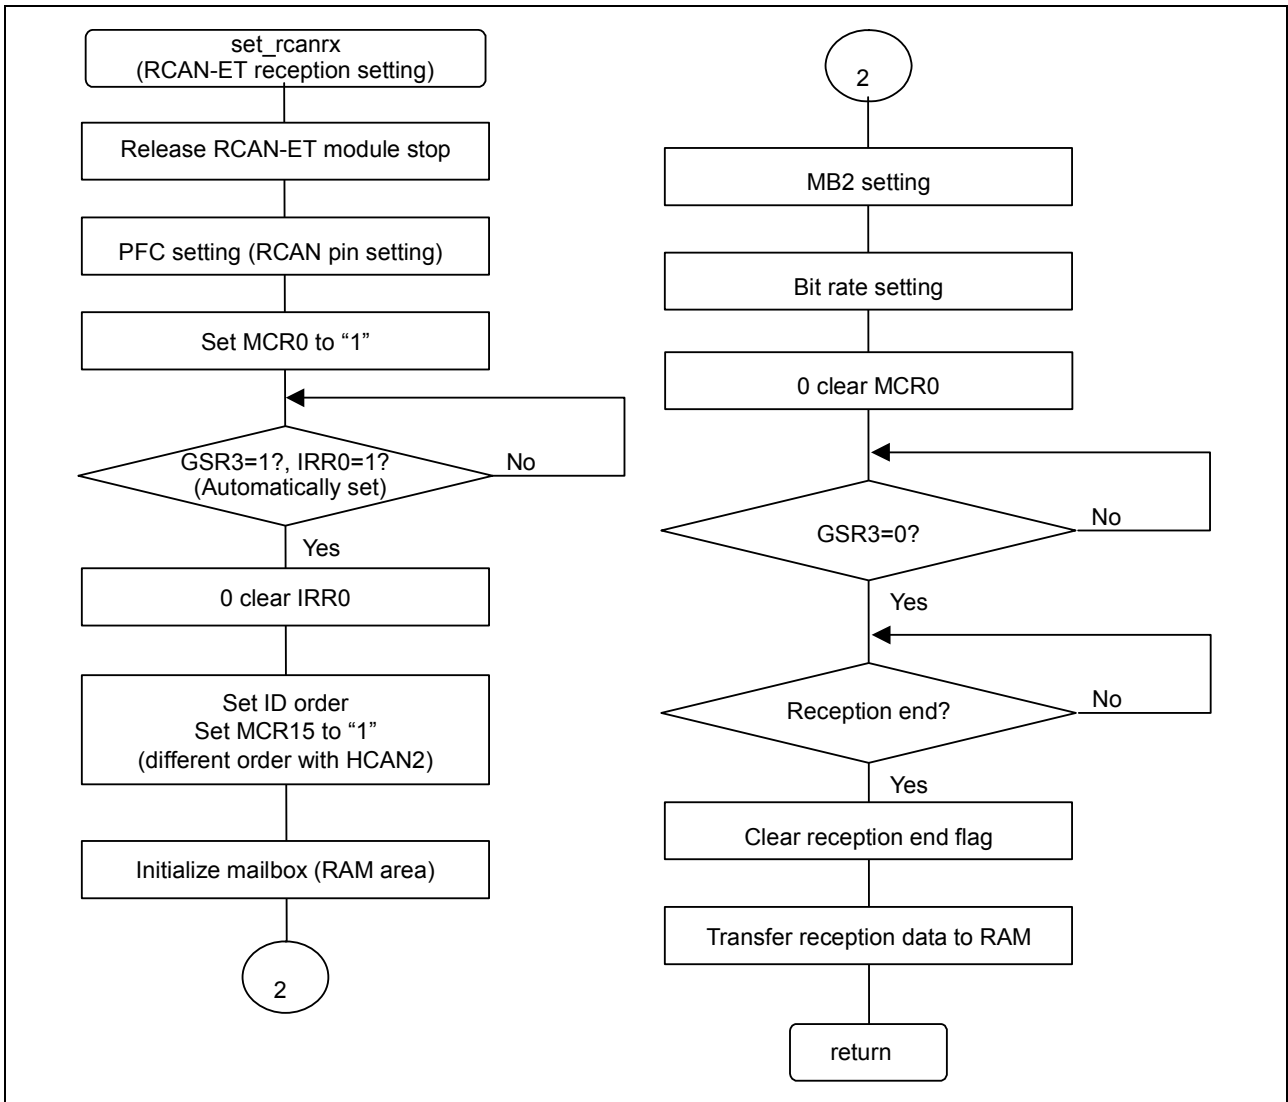 set_rcanrx
(RCAN-ET reception setting)
Release RCAN-ET module stop
PFC setting (RCAN pin setting)
Set MCR0 to “1”
GSR3=1?, IRR0=1?
(Automatically set)
No
Yes
0 clear IRR0
Set ID order
Set MCR15 to “1”
(different order with HCAN2)
Initialize mailbox (RAM area)
2
2
MB2 setting
Bit rate setting
0 clear MCR0
GSR3=0?
No
Yes
Reception end?
No
Yes
Clear reception end flag
Transfer reception data to RAM
return